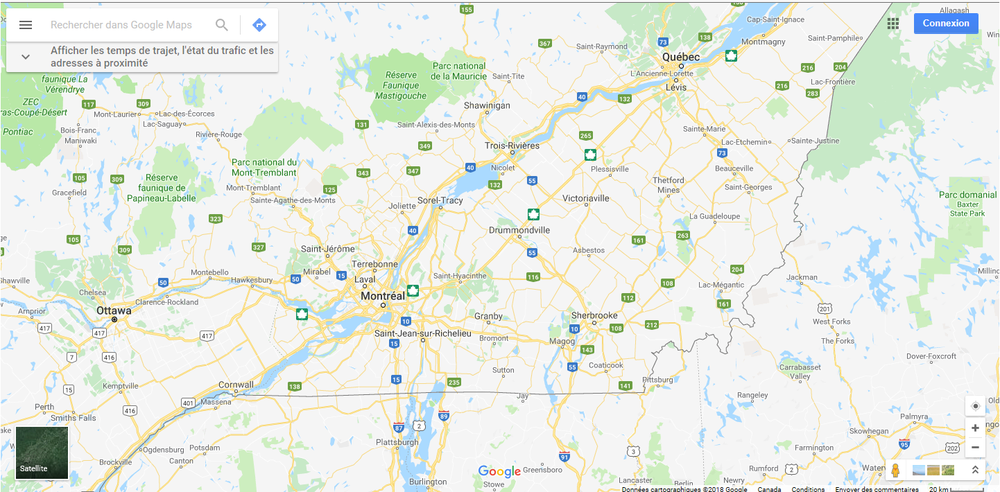 Rechercher dans Google Maps
Afficher les temps de trajet, l'état du trafic et les
adresses à proximité
Connexion
155
138
Allagash
Cap-Saint-Ignace
Saint-Pamphile
Montmagny
73
138
367
Saint-Raymond
Québec
L'Ancienne-Lorette
Lévis
216
204
Lac-Frontière
216
283
Parc national
de la Mauricie
Saint-Tite
Réserve
Faunique
Mastigouche
faunique La
Vérendrye
ZEC
ras-Coupé-Désert
Pontiac
117
309
Mont-Laurier
Lac-des-Écorces
Lac-Saguay
Rivière-Rouge
Bois-Franc
Maniwaki
40
132
Shawinigan
131
Saint-Alexis-des-Monts
349
265
Trois-Rivières
Sainte-Marie
Lac-Etchemin
Sainte-Justine
73
Plessisville
Beauceville
Parc national du
Mont-Tremblant
343
347
40
Nicolet
132
55
Thetford
Mines
Saint-Georges
105
309
Gracefield
Réserve
faunique de
Papineau-Labelle
Mont-Tremblant
125
Sainte-Agathe-des-Monts
Joliette
Sorel-Tracy
Victoriaville
Parc domanial
Baxter
State Park
La Guadeloupe
323
40
Drummondville
105
309
327
Saint-Jérôme
55
Asbestos
161
263
Terrebonne
Mirabel
15
50
Laval
Saint-Hyacinthe
116
204
Montebello
Hawkesbury
50
108
Lac-Mégantic
Jackman
Millino
Shawville
Chelsea
Clarence-Rockland
Montréal
112
161
201
Ottawa
Arnprior
417
417
417
10
Granby
Sherbrooke
10
108
212
West Forks
The Forks
Saint-Jean-sur-Richelieu
15
Bromont
Magog
143
7
416
Sutton
55
Coaticook
Carrabasset
Valley
Dover-Foxcroft
15
Kemptville
Cornwall
138
15
235
141
Pittsburg
401
Massena
Jay
Rangeley
Perth
Smiths Falls
416
87
2
89
Palmyra
Skowhegan
95
202
Satellite
Brockville
Ogdensburg
Potsdam
Canton
Plattsburgh
91
3
Farmington
Burlington
Google
Greensboro
Stowe
Lancaster
Berlin
Newry
Rumford
2
Données cartographiques ©2018 Google
Canada
Conditions
Envoyer des commentaires
20 km